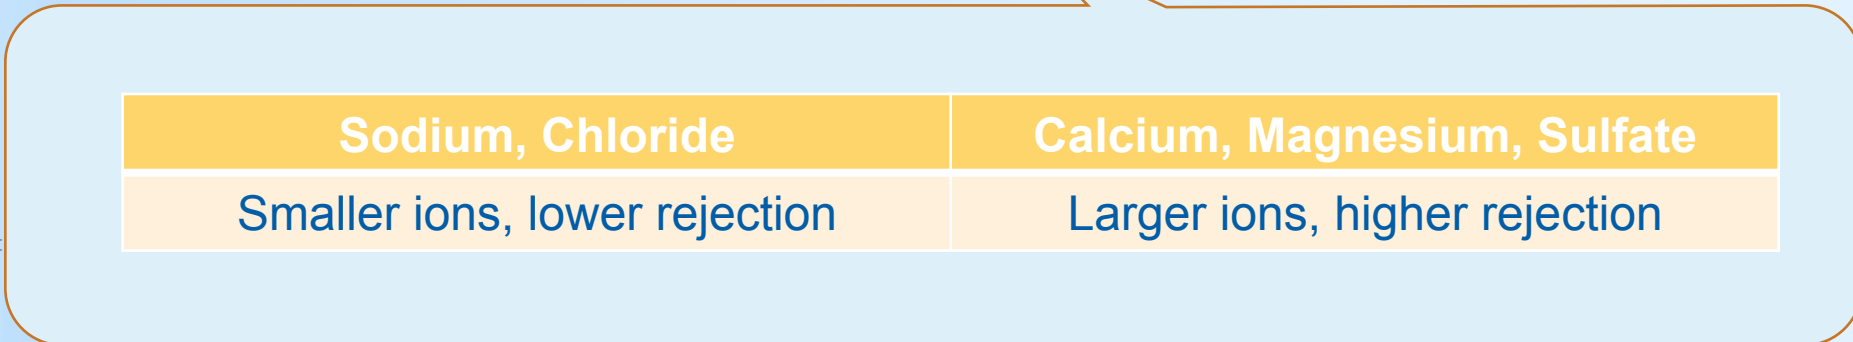 Sodium, Chloride
Calcium, Magnesium, Sulfate
Smaller ions, lower rejection
Larger ions, higher rejection